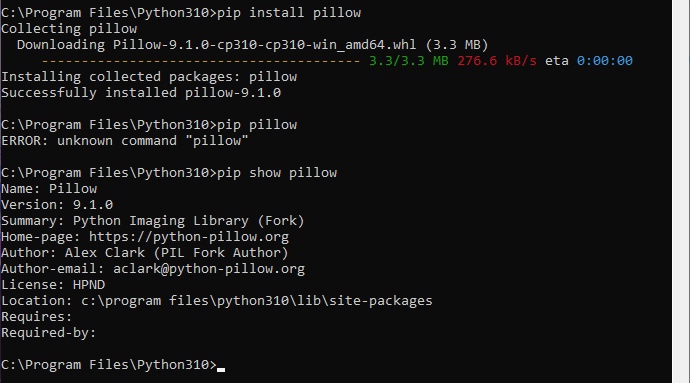 C:\Program Files\Python310>pip install pillow
Collecting pillow
  Downloading Pillow-9.1.0-cp310-cp310-win_amd64.whl (3.3 MB)
     ---------------------------------------- 3.3/3.3 MB 276.6 kB/s eta 0:00:00
Installing collected packages: pillow
Successfully installed pillow-9.1.0
C:\Program Files\Python310>pip pillow
ERROR: unknown command "pillow"
C:\Program Files\Python310>pip show pillow
Name: Pillow
Version: 9.1.0
Summary: Python Imaging Library (Fork)
Home-page: https://python-pillow.org
Author: Alex Clark (PIL Fork Author)
Author-email: aclark@python-pillow.org
License: HPND
Location: c:\program files\python310\lib\site-packages
Requires:
Required-by:
C:\Program Files\Python310>